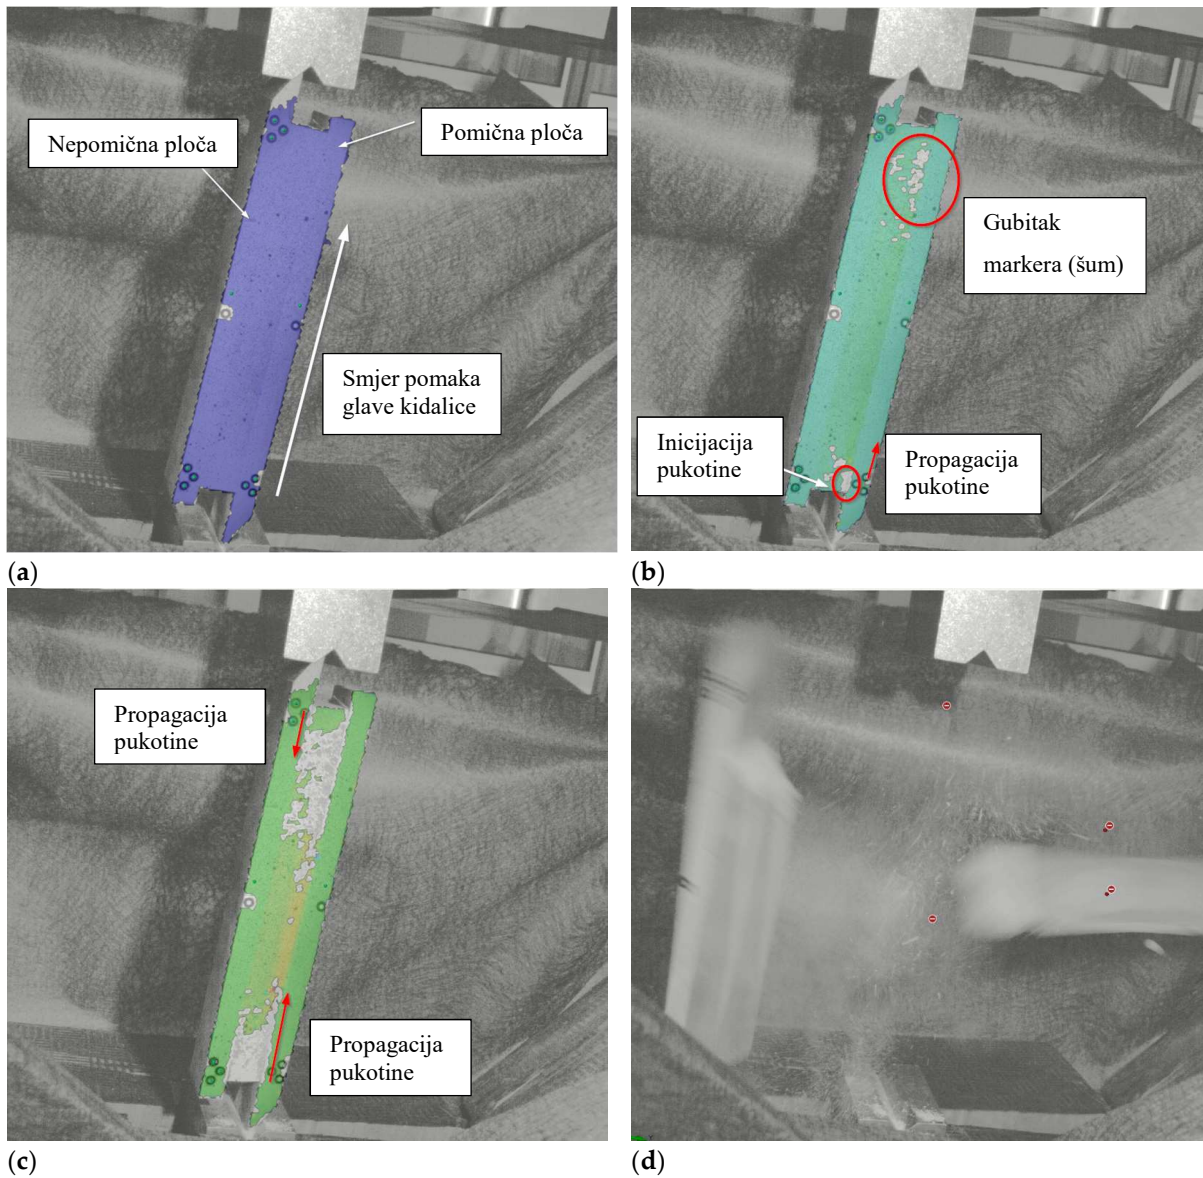 Nepomična ploča
Pomična ploča
Smjer pomaka
glave kidalice
(a)
Gubitak
markera (šum)
Inicijacija
pukotine
Propagacija
pukotine
(b)
Propagacija
pukotine
Propagacija
pukotine
(c)
(d)